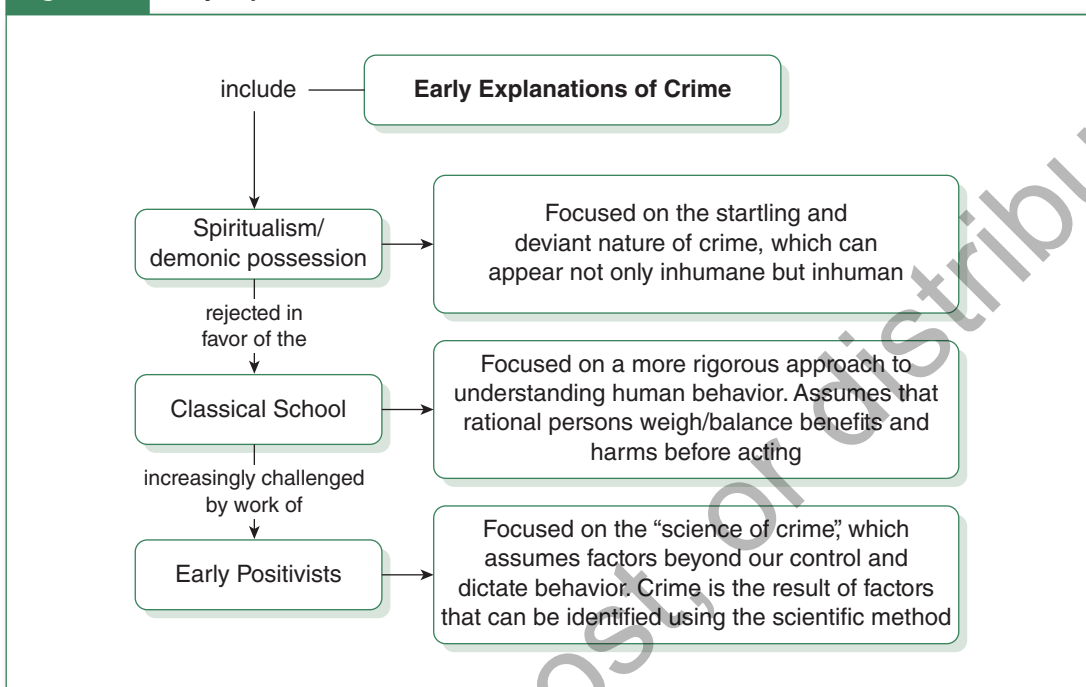 include
Early Explanations of Crime
Spiritualism/
demonic possession
Focused on the startling and
deviant nature of crime, which can
appear not only inhumane but inhuman
rejected in
favor of the
Classical School
Focused on a more rigorous approach to
understanding human behavior. Assumes that
rational persons weigh/balance benefits and
harms before acting
increasingly challenged
by work of
Early Positivists
Focused on the “science of crime”, which
assumes factors beyond our control and
dictate behavior. Crime is the result of factors
that can be identified using the scientific method
or